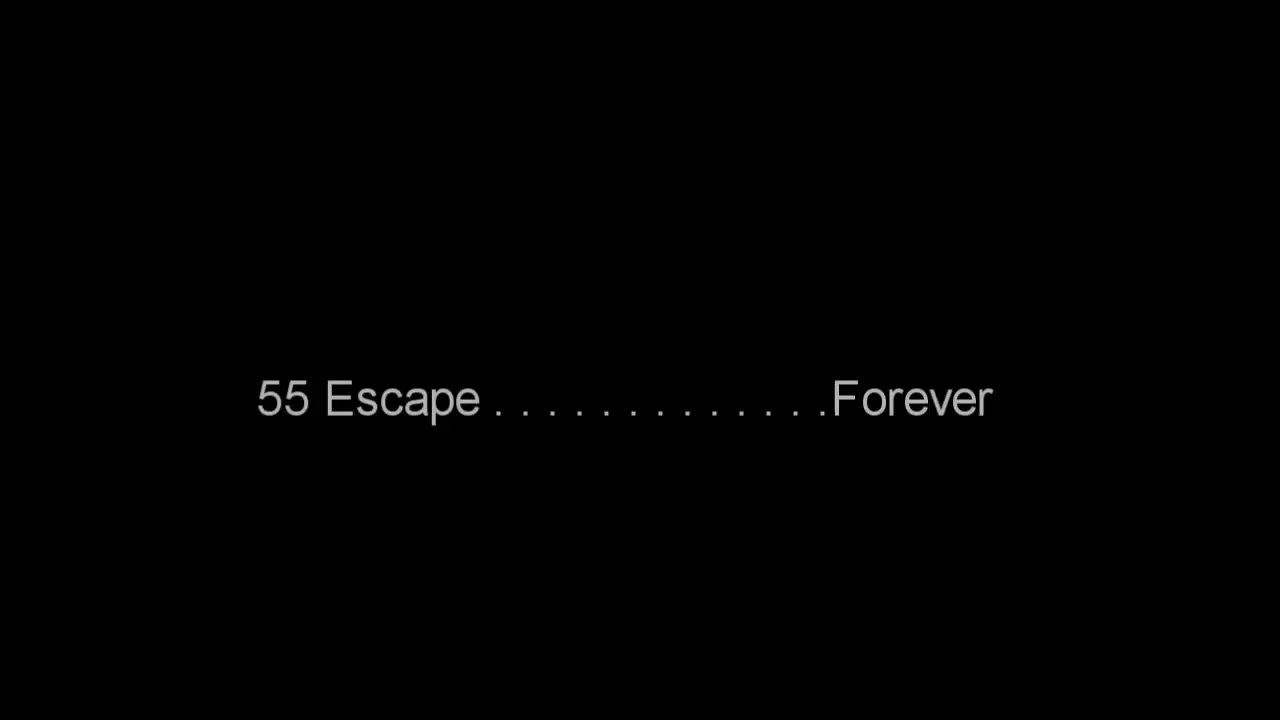 55 Escape . . . . . . . . . . . . .Forever